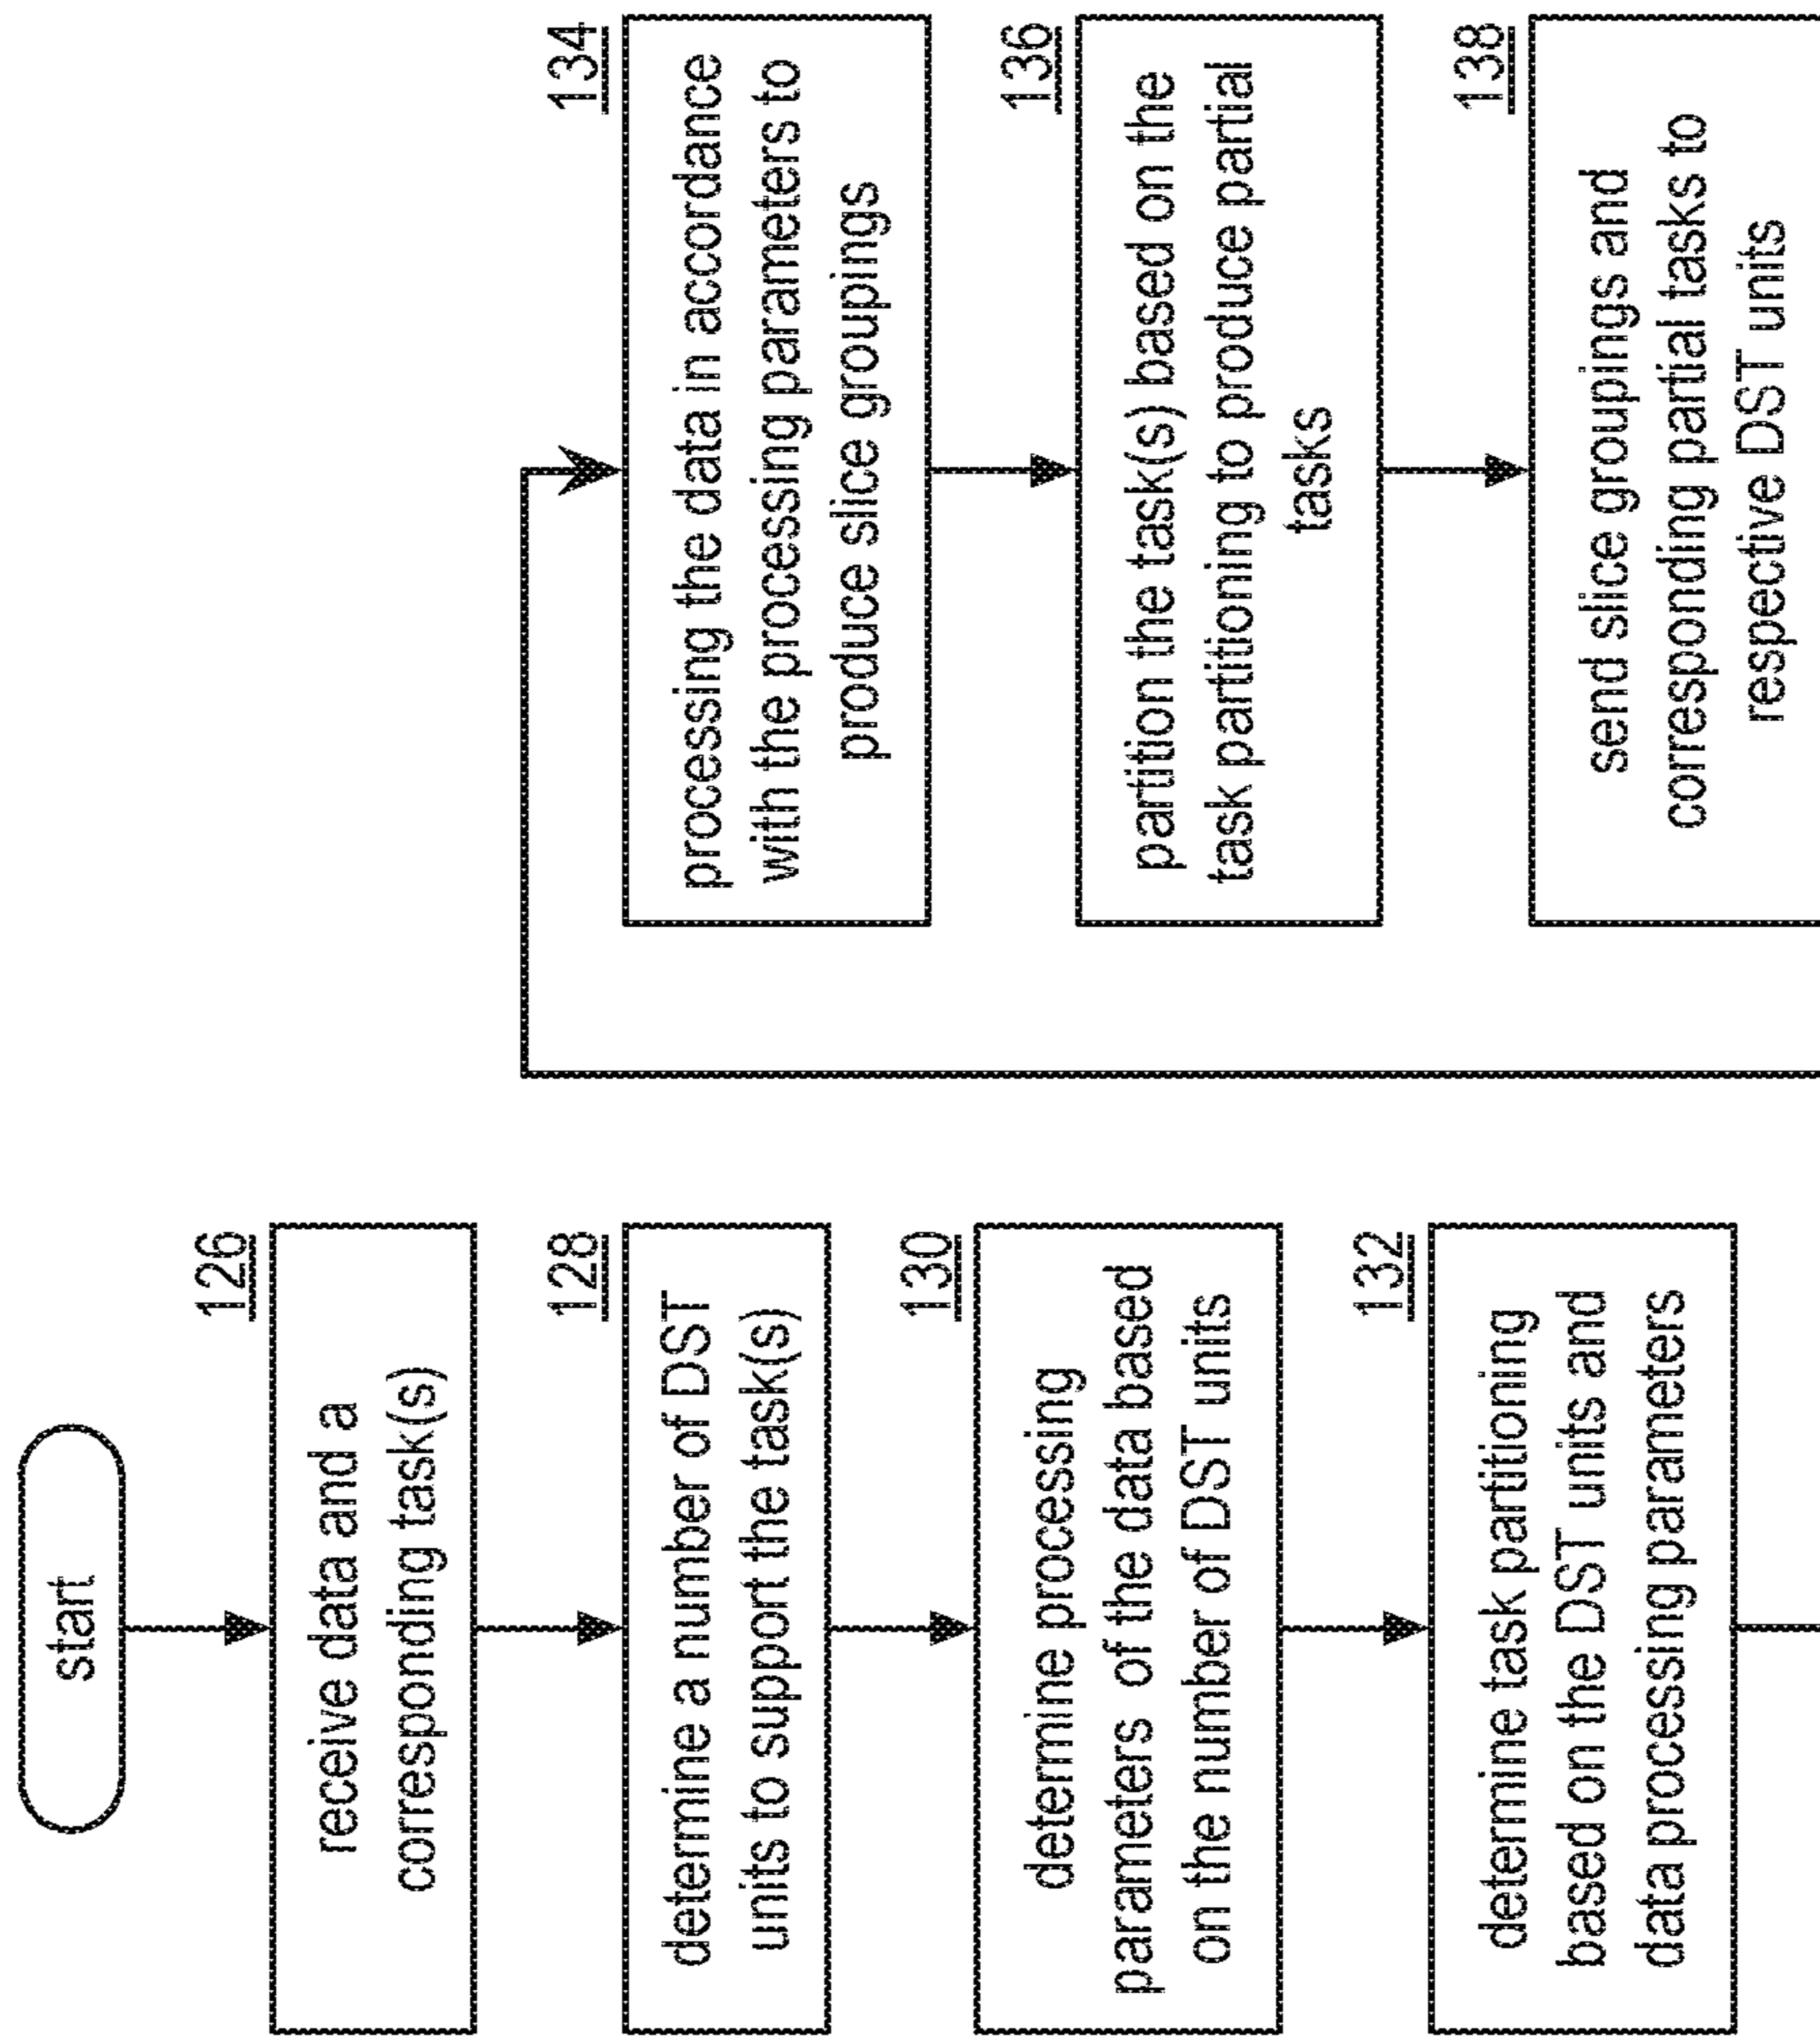 start
126
receive data and a
corresponding task(s)
128
determine a number of DST
units to support the task(s)
130
determine processing
parameters of the data based
on the number of DST units
132
determine task partitioning
based on the DST units and
data processing parameters
134
processing the data in accordance
with the processing parameters to
produce slice groupings
136
partition the task(s) based on the
task partitioning to produce partial
tasks
138
send slice groupings and
corresponding partial tasks to
respective DST units